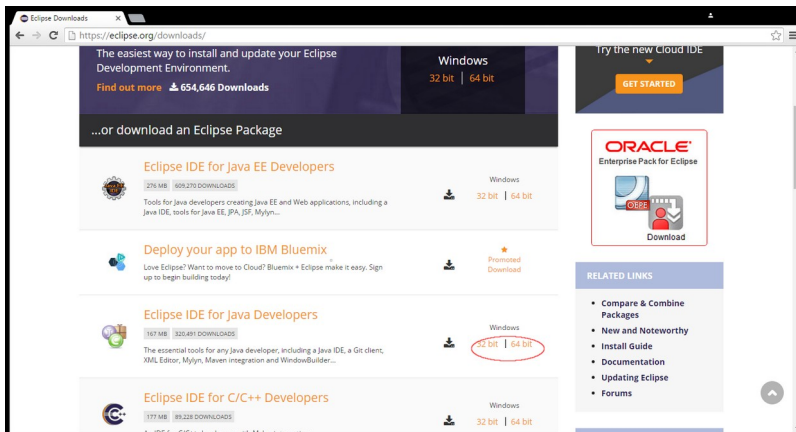 Eclipse Downloads
https://eclipse.org/downloads/
The easiest way to install and update your Eclipse
Development Environment.
Find out more 654,646 Downloads
Windows
32 bit | 64 bit
Try the new Cloud IDE
GET STARTED
...or download an Eclipse Package
Eclipse IDE for Java EE Developers
276 MB 609,270 DOWNLOADS
Tools for Java developers creating Java EE and Web applications, including a
Java IDE, tools for Java EE, JPA, JSF, Mylyn...
Windows
32 bit | 64 bit
ORACLE
Enterprise Pack for Eclipse
OEPE
Download
Deploy your app to IBM Bluemix
Love Eclipse? Want to move to Cloud? Bluemix + Eclipse make it easy. Sign
up to begin building today!
Promoted
Download
RELATED LINKS
Compare & Combine
Packages
New and Noteworthy
Install Guide
Documentation
Updating Eclipse
Forums
Eclipse IDE for Java Developers
167 MB 320,491 DOWNLOADS
The essential tools for any Java developer, including a Java IDE, a Git client,
XML Editor, Mylyn, Maven integration and WindowBuilder...
Windows
32 bit | 64 bit
Eclipse IDE for C/C++ Developers
177 MB 89,228 DOWNLOADS
Windows
32 bit | 64 bit